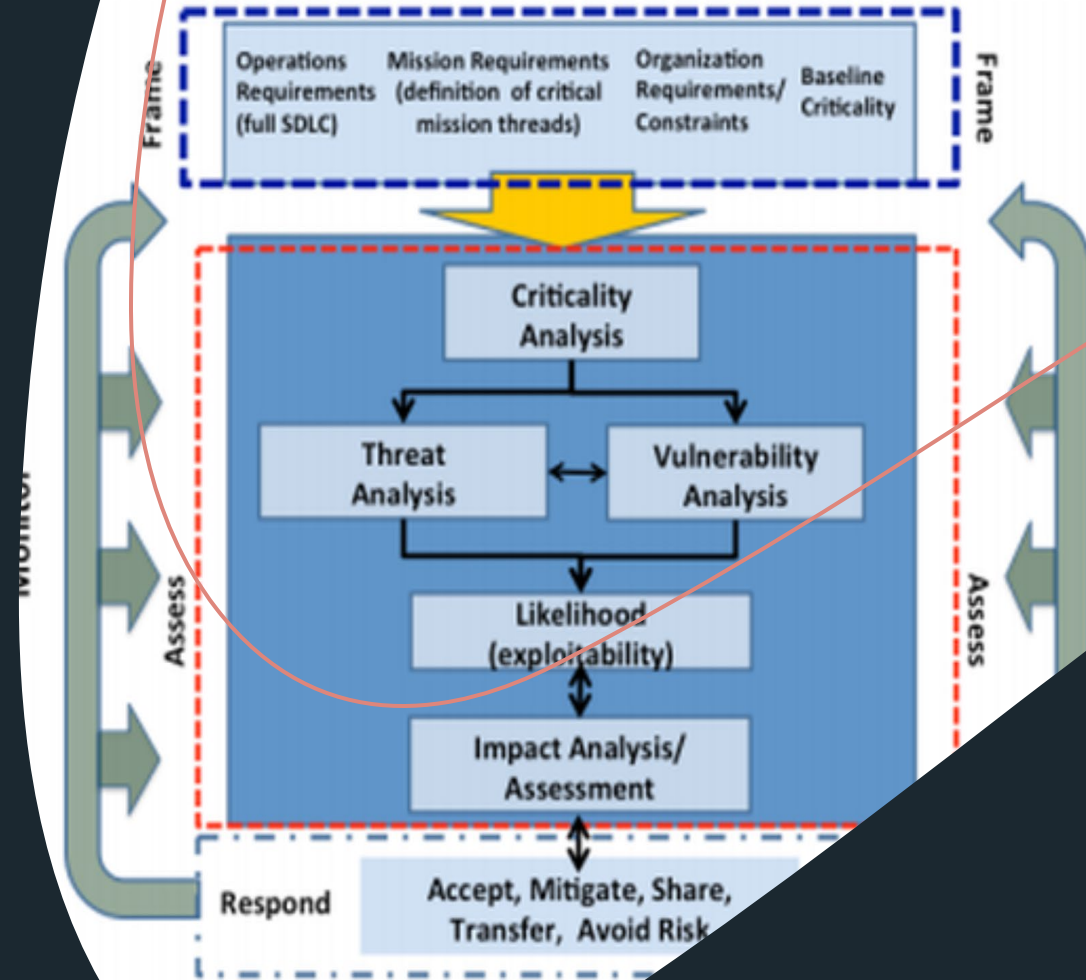 Frame
Operations
Requirements
(full SDLC)
Mission Requirements
(definition of critical
mission threads)
Organization
Requirements/
Constraints
Baseline
Criticality
Frame
Criticality
Analysis
Threat
Analysis
Vulnerability
Analysis
Monitor
Assess
Assess
Likelihood
(exploitability)
Impact Analysis/
Assessment
Respond
Accept, Mitigate, Share,
Transfer,  Avoid Risk